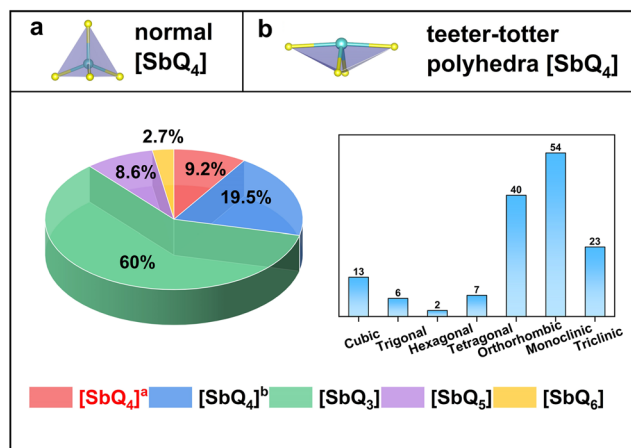 a
normal
[SbQ₄]
b
teeter-totter
polyhedra [SbQ₄]
2.7%
9.2%
8.6%
19.5%
60%
13
6
2
7
40
54
23
Cubic
Trigonal
Hexagonal
Tetragonal
Orthorhombic
Monoclinic
Triclinic
[SbQ₄]ᵃ [SbQ₄]ᵇ [SbQ₃] [SbQ₅] [SbQ₆]